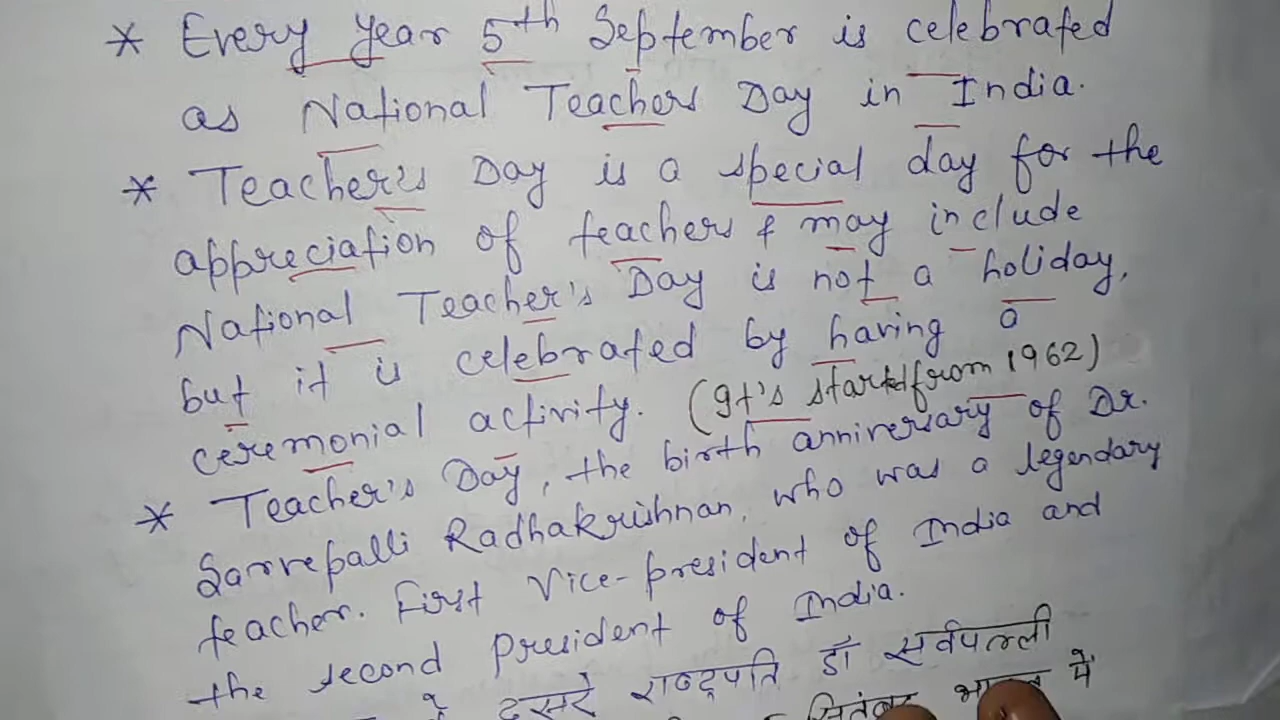 * Every year 5th September is celebrated
as National Teachers Day in India.
* Teacher's Day is a special day for the
appreciation of teachers & may include
National Teacher's Day is not a holiday,
but it is celebrated by having a
ceremonial activity. (It's started from 1962)
* Teacher's Day, the birth anniversary of Dr.
Sarvepalli Radhakrishnan, who was a legendary
teacher. First Vice-president of India and
the second president of India.
के दूसरे राष्ट्रपति डॉ सर्वपल्ली
सितंबर भारत में